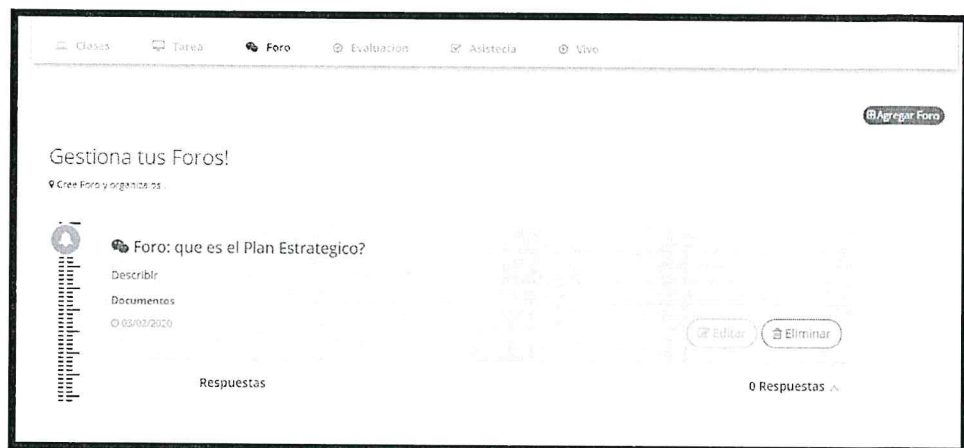 Clases Tarea Foro Evaluacion Asistecia Vivo
Agregar Foro
Gestiona tus Foros!
Cree Foro y organizalos.
Foro: que es el Plan Estrategico?
Describir
Documentos
03/02/2020
Editar Eliminar
Respuestas 0 Respuestas